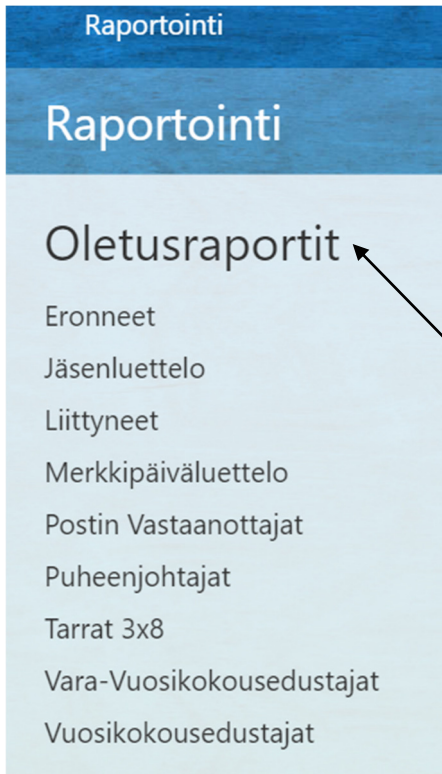 Raportointi
Raportointi
Oletusraportit
Eronneet
Jäsenluettelo
Liittyneet
Merkkipäiväluettelo
Postin Vastaanottajat
Puheenjohtajat
Tarrat 3x8
Vara-Vuosikokousedustajat
Vuosikokousedustajat